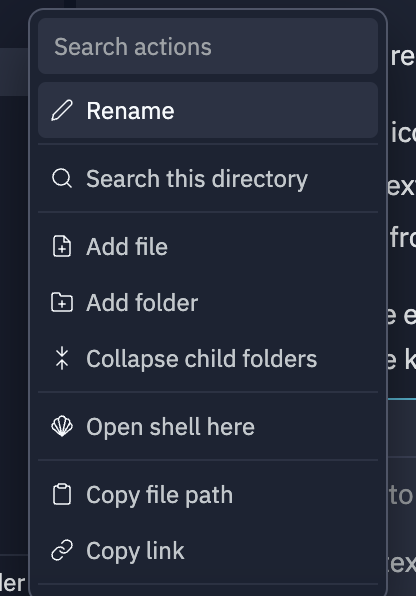 Search actions
Rename
Search this directory
Add file
Add folder
Collapse child folders
Open shell here
Copy file path
Copy link